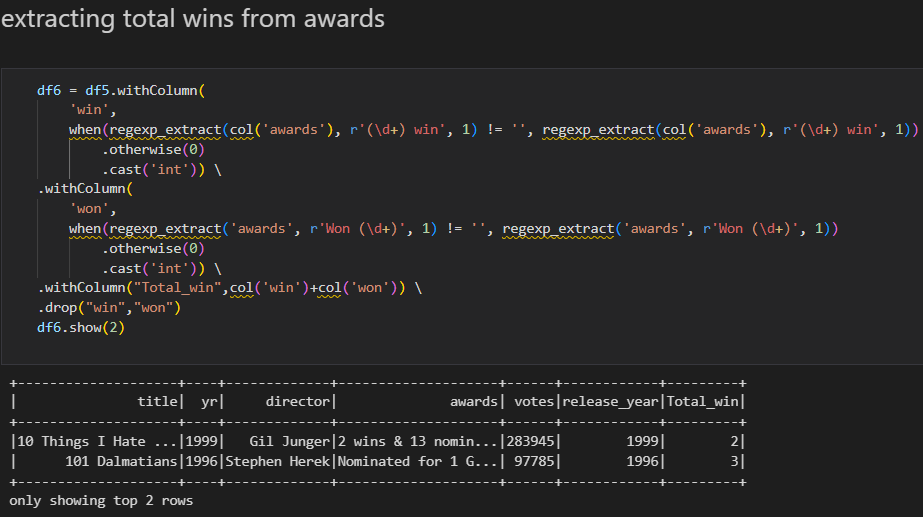 extracting total wins from awards
df6 = df5.withColumn(
'win',
when(regexp_extract(col('awards'), r'(\d+) win', 1) != '', regexp_extract(col('awards'), r'(\d+) win', 1))
.otherwise(0)
.cast('int')) \
.withColumn(
'won',
when(regexp_extract('awards', r'Won (\d+)', 1) != '', regexp_extract('awards', r'Won (\d+)', 1))
.otherwise(0)
.cast('int')) \
.withColumn("Total_win",col('win')+col('won')) \
.drop("win","won")
df6.show(2)
+--------------------+----+-------------+--------------------+------+------------+---------+
|               title|  yr|     director|              awards| votes|release_year|Total_win|
+--------------------+----+-------------+--------------------+------+------------+---------+
|10 Things I Hate ...|1999|   Gil Junger|2 wins & 13 nomin...|283945|        1999|        2|
|      101 Dalmatians|1996|Stephen Herek|Nominated for 1 G...| 97785|        1996|        3|
+--------------------+----+-------------+--------------------+------+------------+---------+
only showing top 2 rows